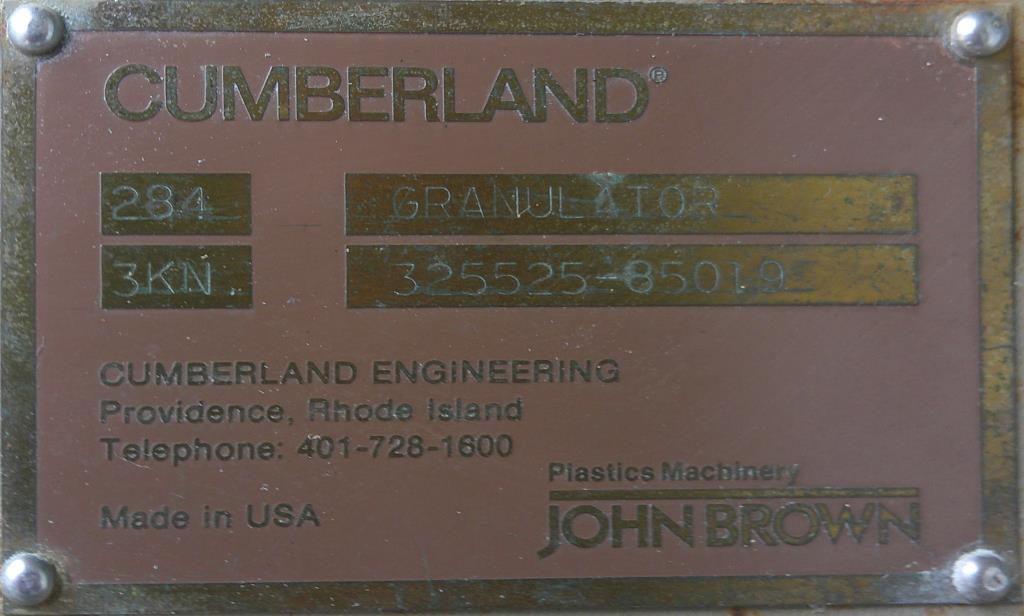 CUMBERLAND®
284 GRANULATOR
3KN 325525-85019
CUMBERLAND ENGINEERING
Providence, Rhode Island
Telephone: 401-728-1600
Made in USA
Plastics Machinery
JOHN BROWN